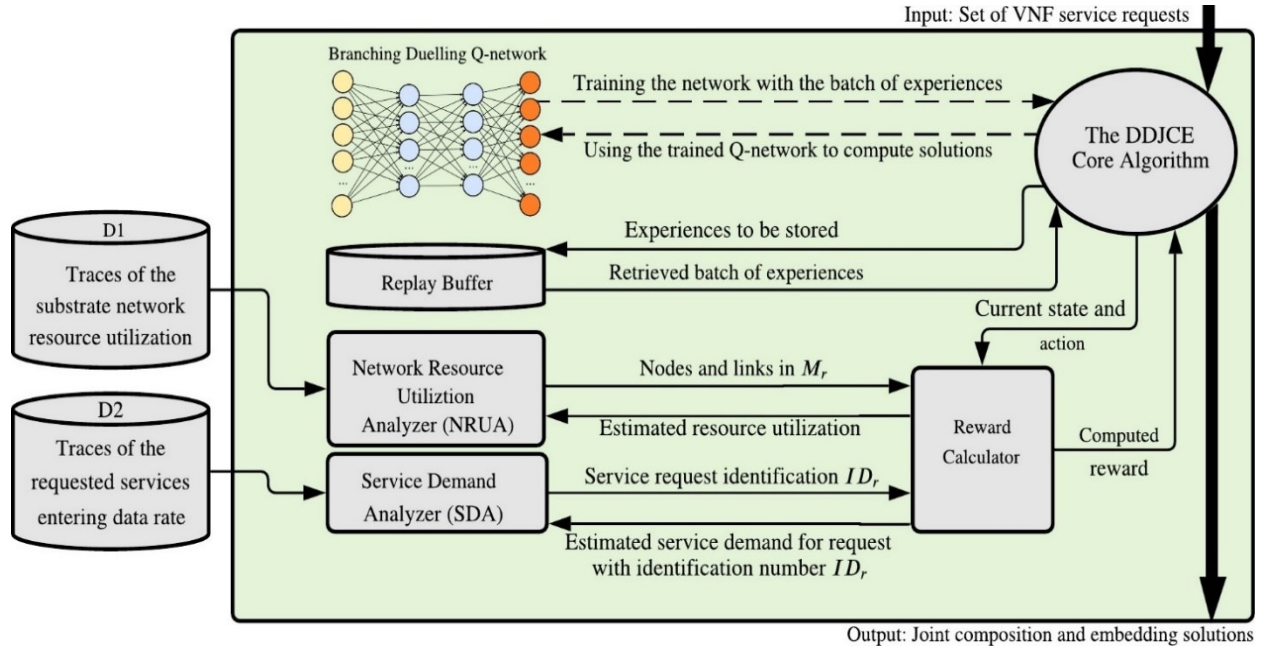 Input: Set of VNF service requests
Branching Duelling Q-network
Training the network with the batch of experiences
Using the trained Q-network to compute solutions
The DDJCE
Core Algorithm
...
...
...
...
D1
Traces of the
substrate network
resource utilization
Experiences to be stored
Replay Buffer
Retrieved batch of experiences
Current state and
action
Network Resource
Utiliztion
Analyzer (NRUA)
Nodes and links in Mr
Estimated resource utilization
Reward
Calculator
Computed
reward
D2
Traces of the
requested services
entering data rate
Service Demand
Analyzer (SDA)
Service request identification IDr
Estimated service demand for request
with identification number IDr
Output: Joint composition and embedding solutions